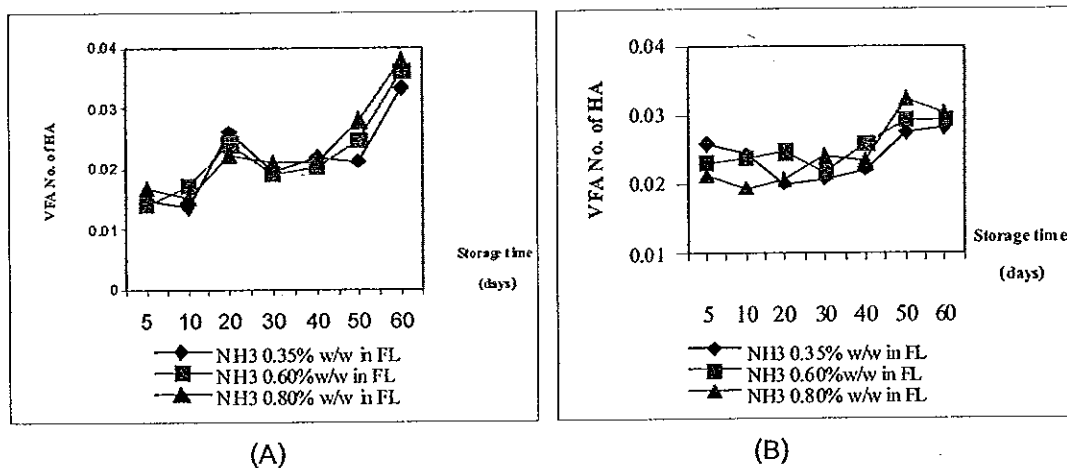 0.04
0.03
0.02
0.01
0
VFA No. of HA
Storage time
(days)
5 10 20 30 40 50 60
NH3 0.35% w/w in FL
NH3 0.60%w/w in FL
NH3 0.80% w/w in FL
(A)
0.04
0.03
0.02
0.01
VFA No. of HA
Storage time
(days)
5 10 20 30 40 50 60
NH3 0.35% w/w in FL
NH3 0.60%w/w in FL
NH3 0.80% w/w in FL
(B)